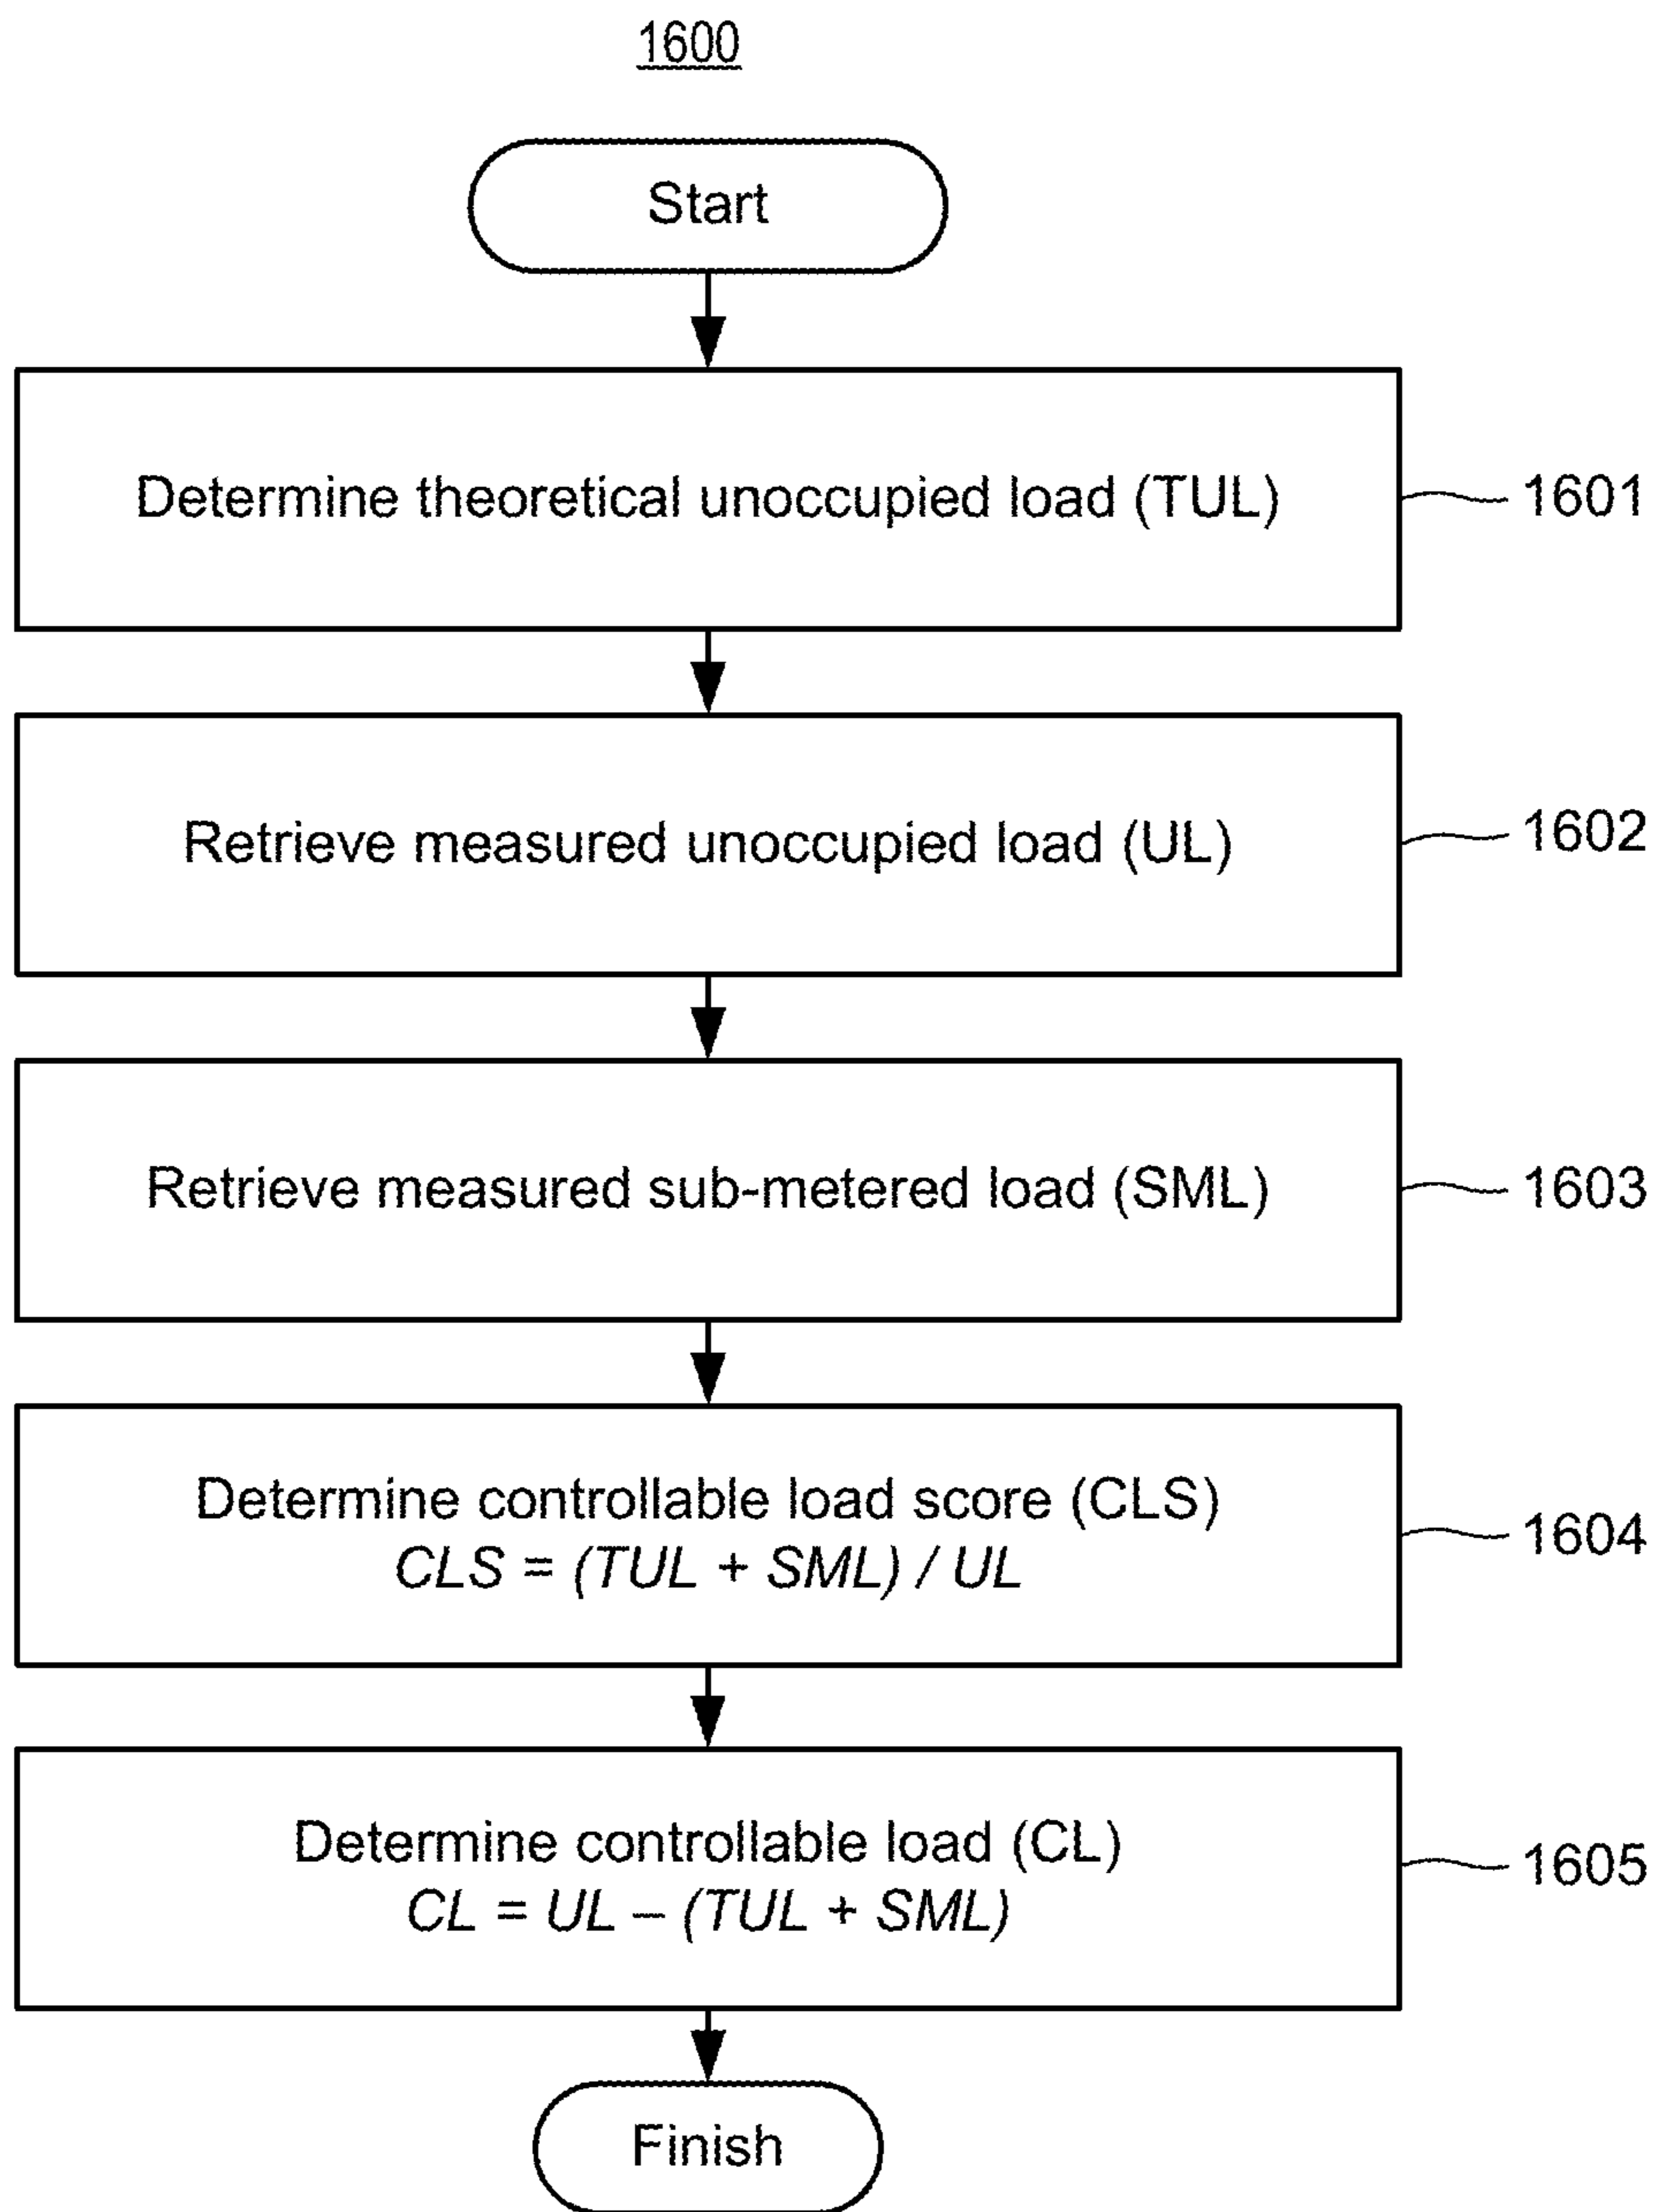 1600
Start
Determine theoretical unoccupied load (TUL)
1601
Retrieve measured unoccupied load (UL)
1602
Retrieve measured sub-metered load (SML)
1603
Determine controllable load score (CLS)
CLS = (TUL + SML) / UL
1604
Determine controllable load (CL)
CL = UL – (TUL + SML)
1605
Finish